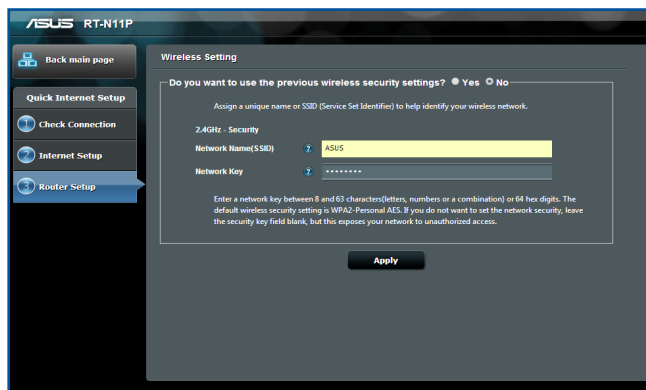 ASUS RT-N11P
Back main page
Quick Internet Setup
1 Check Connection
2 Internet Setup
3 Router Setup
Wireless Setting
Do you want to use the previous wireless security settings? Yes No
Assign a unique name or SSID (Service Set Identifier) to help identify your wireless network.
2.4GHz - Security
Network Name(SSID) ? ASUS
Network Key ? ········
Enter a network key between 8 and 63 characters(letters, numbers or a combination) or 64 hex digits. The
default wireless security setting is WPA2-Personal AES. If you do not want to set the network security, leave
the security key field blank, but this exposes your network to unauthorized access.
Apply